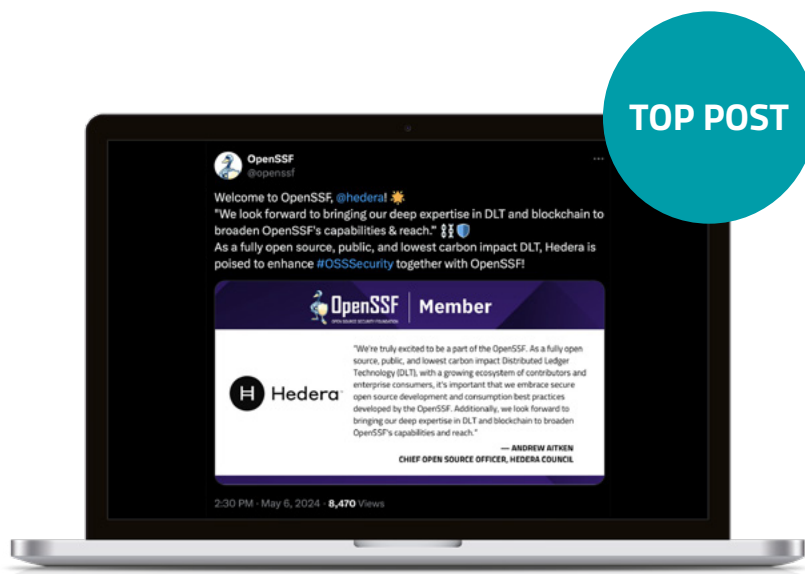 TOP POST
OpenSSF
@openssf
Welcome to OpenSSF, @hedera! 🌟
"We look forward to bringing our deep expertise in DLT and blockchain to
broaden OpenSSF's capabilities & reach." ⛓️🛡️
As a fully open source, public, and lowest carbon impact DLT, Hedera is
poised to enhance #OSSSecurity together with OpenSSF!
OpenSSF Member
OPEN SOURCE SECURITY FOUNDATION
"We're truly excited to be a part of the OpenSSF. As a fully open
source, public, and lowest carbon impact Distributed Ledger
Technology (DLT), with a growing ecosystem of contributors and
enterprise consumers, it's important that we embrace secure
open source development and consumption best practices
developed by the OpenSSF. Additionally, we look forward to
bringing our deep expertise in DLT and blockchain to broaden
OpenSSF's capabilities and reach."
H Hedera
— ANDREW AITKEN
CHIEF OPEN SOURCE OFFICER, HEDERA COUNCIL
2:30 PM · May 6, 2024 · 8,470 Views